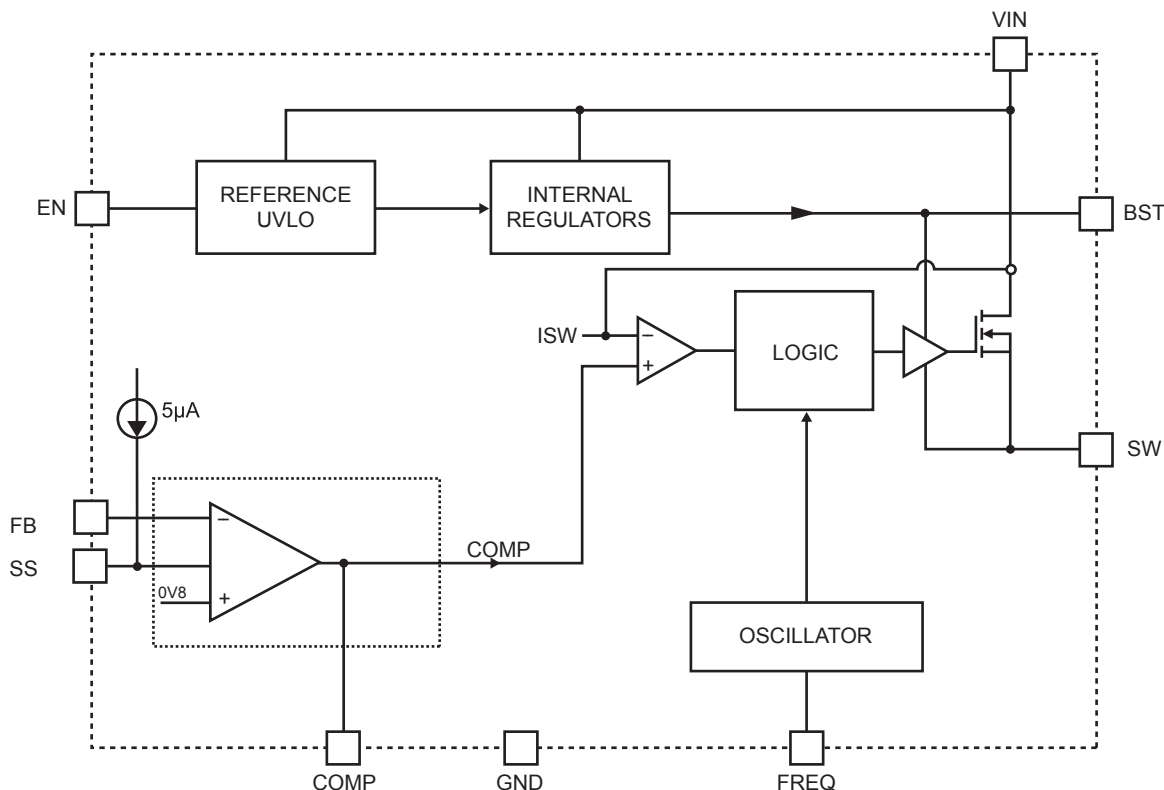 VIN
EN
REFERENCE
UVLO
INTERNAL
REGULATORS
BST
ISW
−
+
LOGIC
5µA
SW
FB
−
SS
COMP
0V8
+
OSCILLATOR
COMP
GND
FREQ